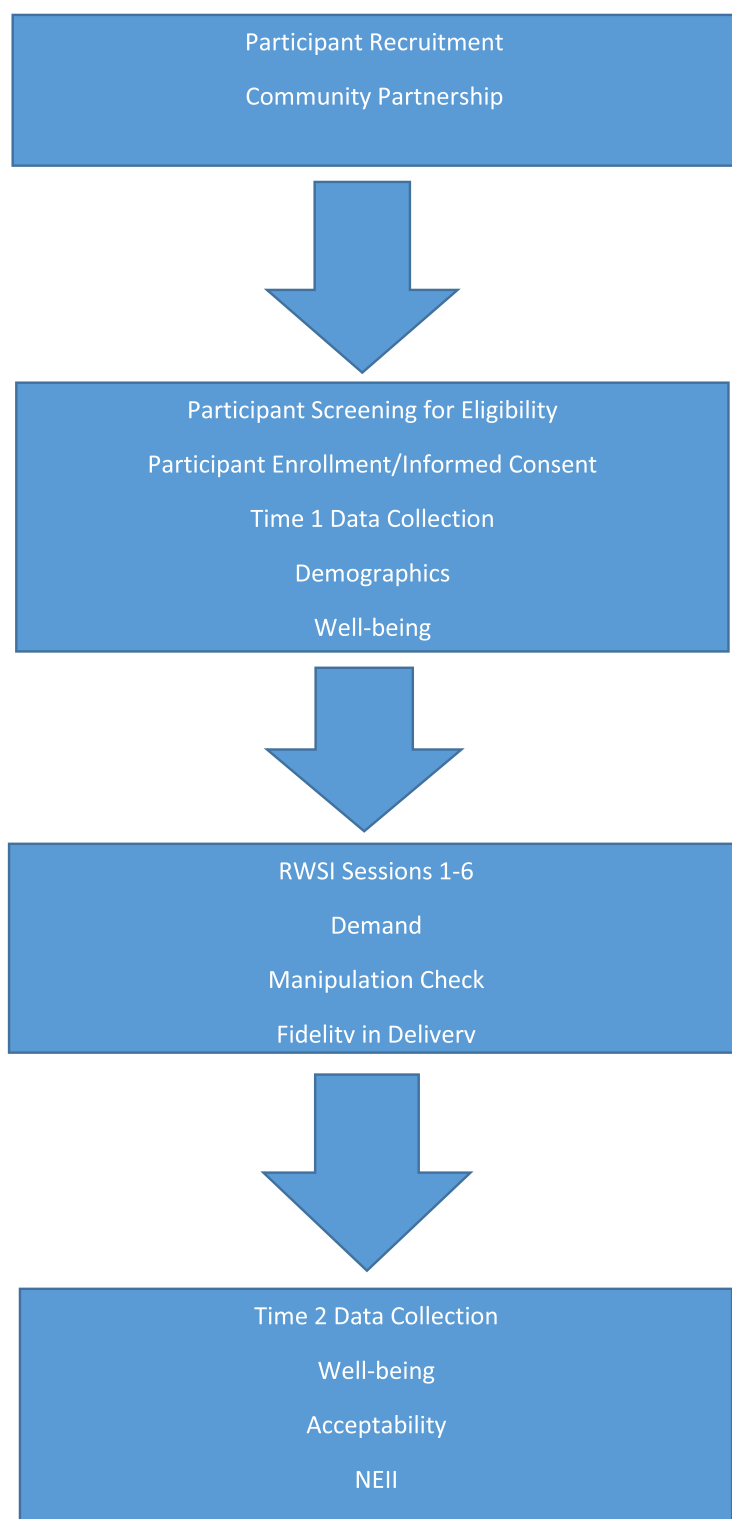 Participant Recruitment
Community Partnership
Participant Screening for Eligibility
Participant Enrollment/Informed Consent
Time 1 Data Collection
Demographics
Well-being
RWSI Sessions 1-6
Demand
Manipulation Check
Fidelity in Delivery
Time 2 Data Collection
Well-being
Acceptability
NEII